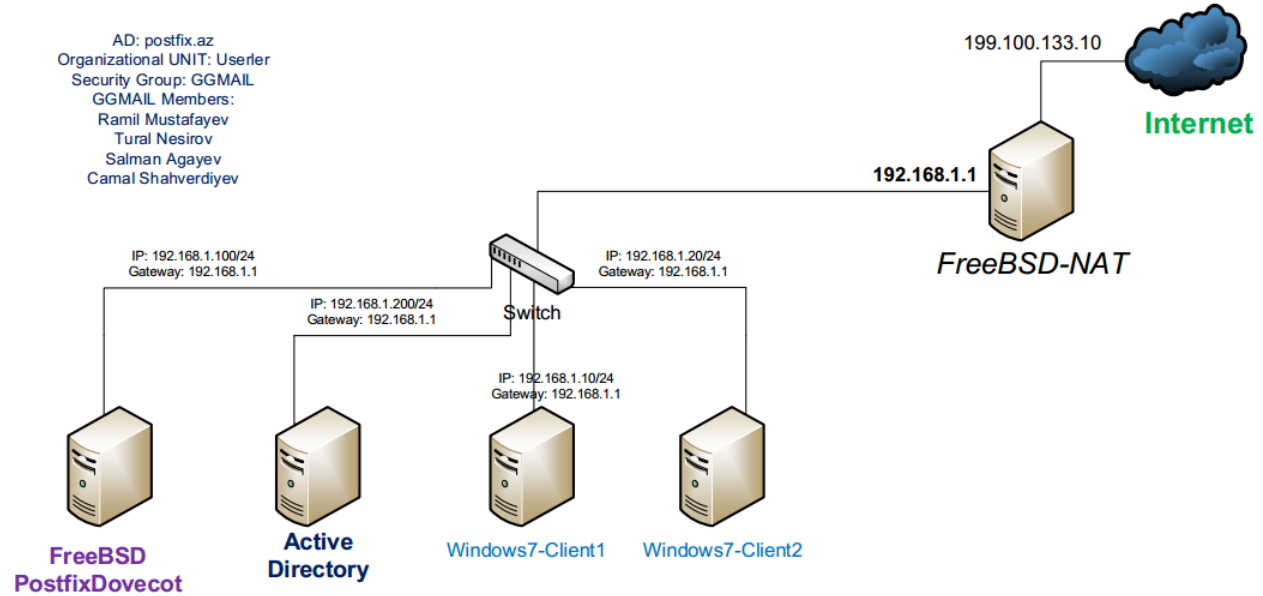 AD: postfix.az
Organizational UNIT: Userler
Security Group: GGMAIL
GGMAIL Members:
Ramil Mustafayev
Tural Nesirov
Salman Agayev
Camal Shahverdiyev
199.100.133.10
Internet
192.168.1.1
FreeBSD-NAT
IP: 192.168.1.100/24
Gateway: 192.168.1.1
IP: 192.168.1.20/24
Gateway: 192.168.1.1
IP: 192.168.1.200/24
Gateway: 192.168.1.1
Switch
IP: 192.168.1.10/24
Gateway: 192.168.1.1
FreeBSD
PostfixDovecot
Active
Directory
Windows7-Client1
Windows7-Client2